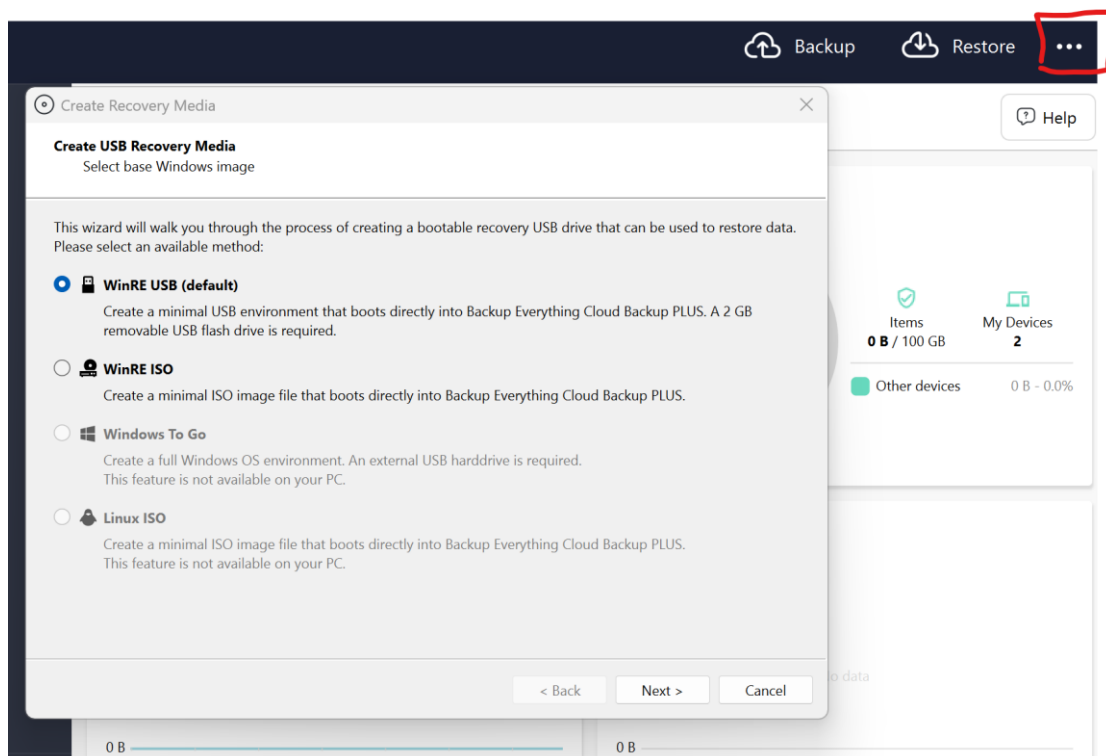 Backup
Restore
Create Recovery Media
Help
Create USB Recovery Media
Select base Windows image
This wizard will walk you through the process of creating a bootable recovery USB drive that can be used to restore data.
Please select an available method:
WinRE USB (default)
Create a minimal USB environment that boots directly into Backup Everything Cloud Backup PLUS. A 2 GB
removable USB flash drive is required.
WinRE ISO
Create a minimal ISO image file that boots directly into Backup Everything Cloud Backup PLUS.
Windows To Go
Create a full Windows OS environment. An external USB harddrive is required.
This feature is not available on your PC.
Linux ISO
Create a minimal ISO image file that boots directly into Backup Everything Cloud Backup PLUS.
This feature is not available on your PC.
< Back
Next >
Cancel
Items
0 B / 100 GB
My Devices
2
Other devices
0 B - 0.0%
data
0 B
0 B